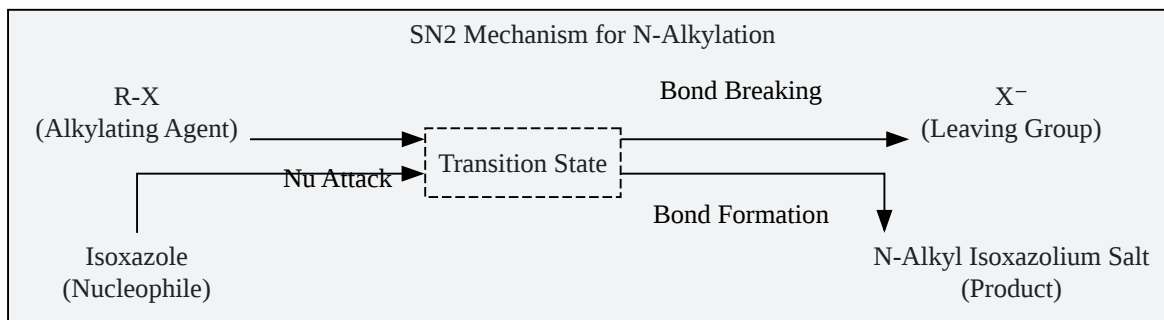 SN2 Mechanism for N-Alkylation
R-X
(Alkylating Agent)
Bond Breaking
X⁻
(Leaving Group)
Transition State
Nu Attack
Bond Formation
Isoxazole
(Nucleophile)
N-Alkyl Isoxazolium Salt
(Product)